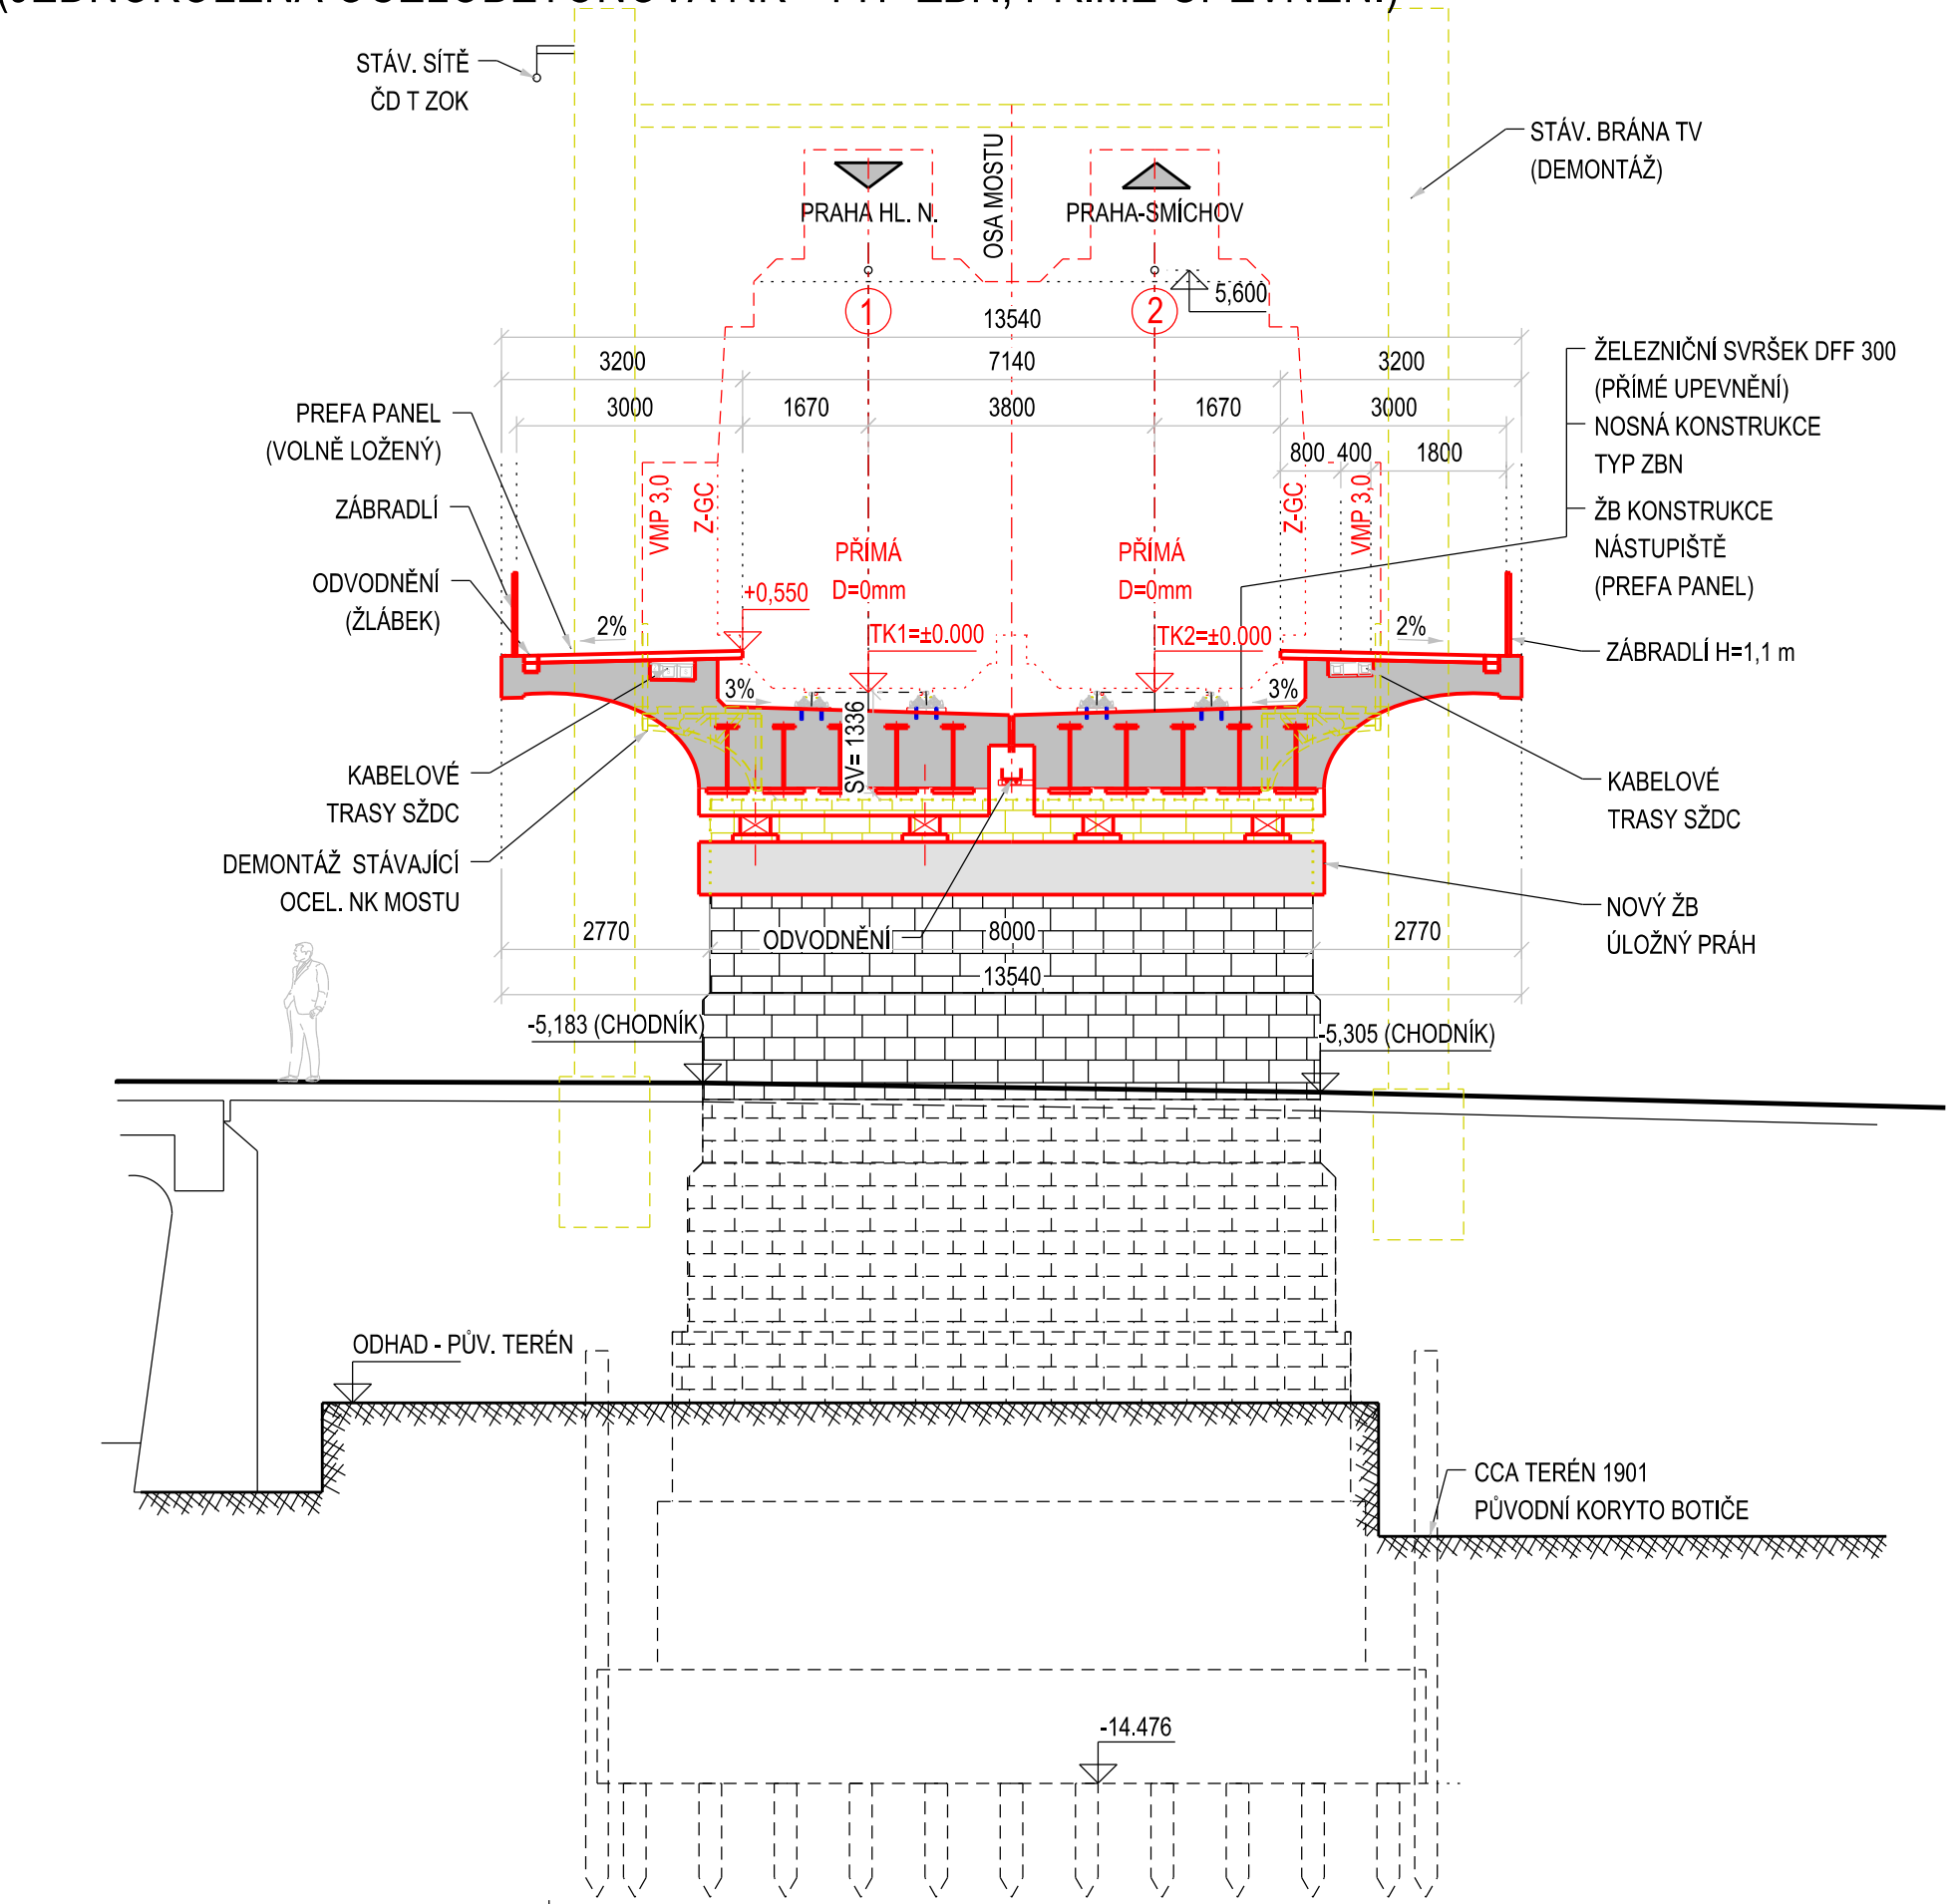 STÁV. SÍTĚ
ČD T ZOK
STÁV. BRÁNA TV
(DEMONTÁŽ)
OSA MOSTU
PRAHA HL. N.
PRAHA-SMÍCHOV
5,600
1
2
13540
3200
7140
3200
3000
1670
3800
1670
3000
800
400
1800
PREFA PANEL
(VOLNĚ LOŽENÝ)
ZÁBRADLÍ
ODVODNĚNÍ
(ŽLÁBEK)
ŽELEZNIČNÍ SVRŠEK DFF 300
(PŘÍMÉ UPEVNĚNÍ)
NOSNÁ KONSTRUKCE
TYP ZBN
ŽB KONSTRUKCE
NÁSTUPIŠTĚ
(PREFA PANEL)
ZÁBRADLÍ H=1,1 m
VMP 3,0
Z-GC
Z-GC
VMP 3,0
PŘÍMÁ
D=0mm
PŘÍMÁ
D=0mm
+0,550
TK1=±0.000
TK2=±0.000
2%
2%
3%
3%
SV= 1336
KABELOVÉ
TRASY SŽDC
DEMONTÁŽ STÁVAJÍCÍ
OCEL. NK MOSTU
KABELOVÉ
TRASY SŽDC
NOVÝ ŽB
ÚLOŽNÝ PRÁH
2770
ODVODNĚNÍ
8000
2770
13540
-5,183 (CHODNÍK)
-5,305 (CHODNÍK)
ODHAD - PŮV. TERÉN
CCA TERÉN 1901
PŮVODNÍ KORYTO BOTIČE
-14.476